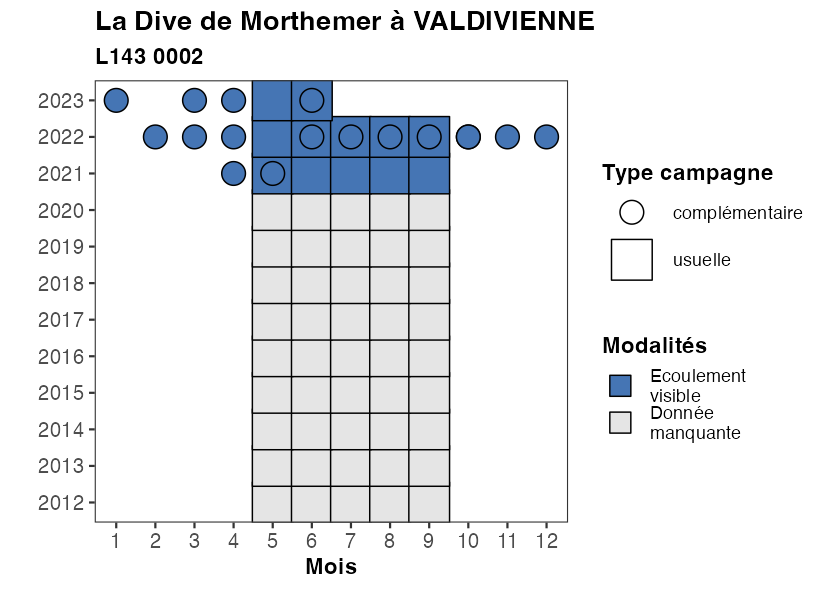 La Dive de Morthemer à VALDIVIENNE
L143 0002
2023
2022
2021
2020
2019
2018
2017
2016
2015
2014
2013
2012
1 2 3 4 5 6 7 8 9 10 11 12
Mois
Type campagne
complémentaire
usuelle
Modalités
Ecoulement
visible
Donnée
manquante